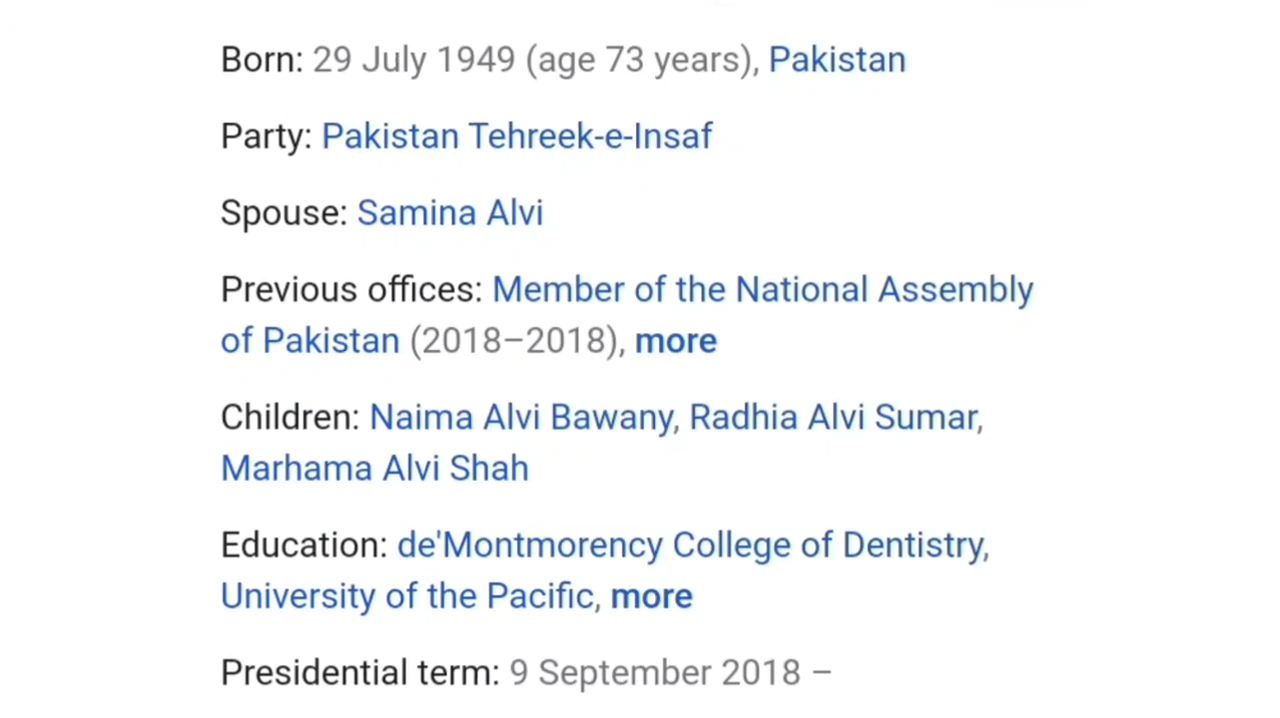 Born: 29 July 1949 (age 73 years), Pakistan
Party: Pakistan Tehreek-e-Insaf
Spouse: Samina Alvi
Previous offices: Member of the National Assembly
of Pakistan (2018–2018), more
Children: Naima Alvi Bawany, Radhia Alvi Sumar,
Marhama Alvi Shah
Education: de'Montmorency College of Dentistry,
University of the Pacific, more
Presidential term: 9 September 2018 –